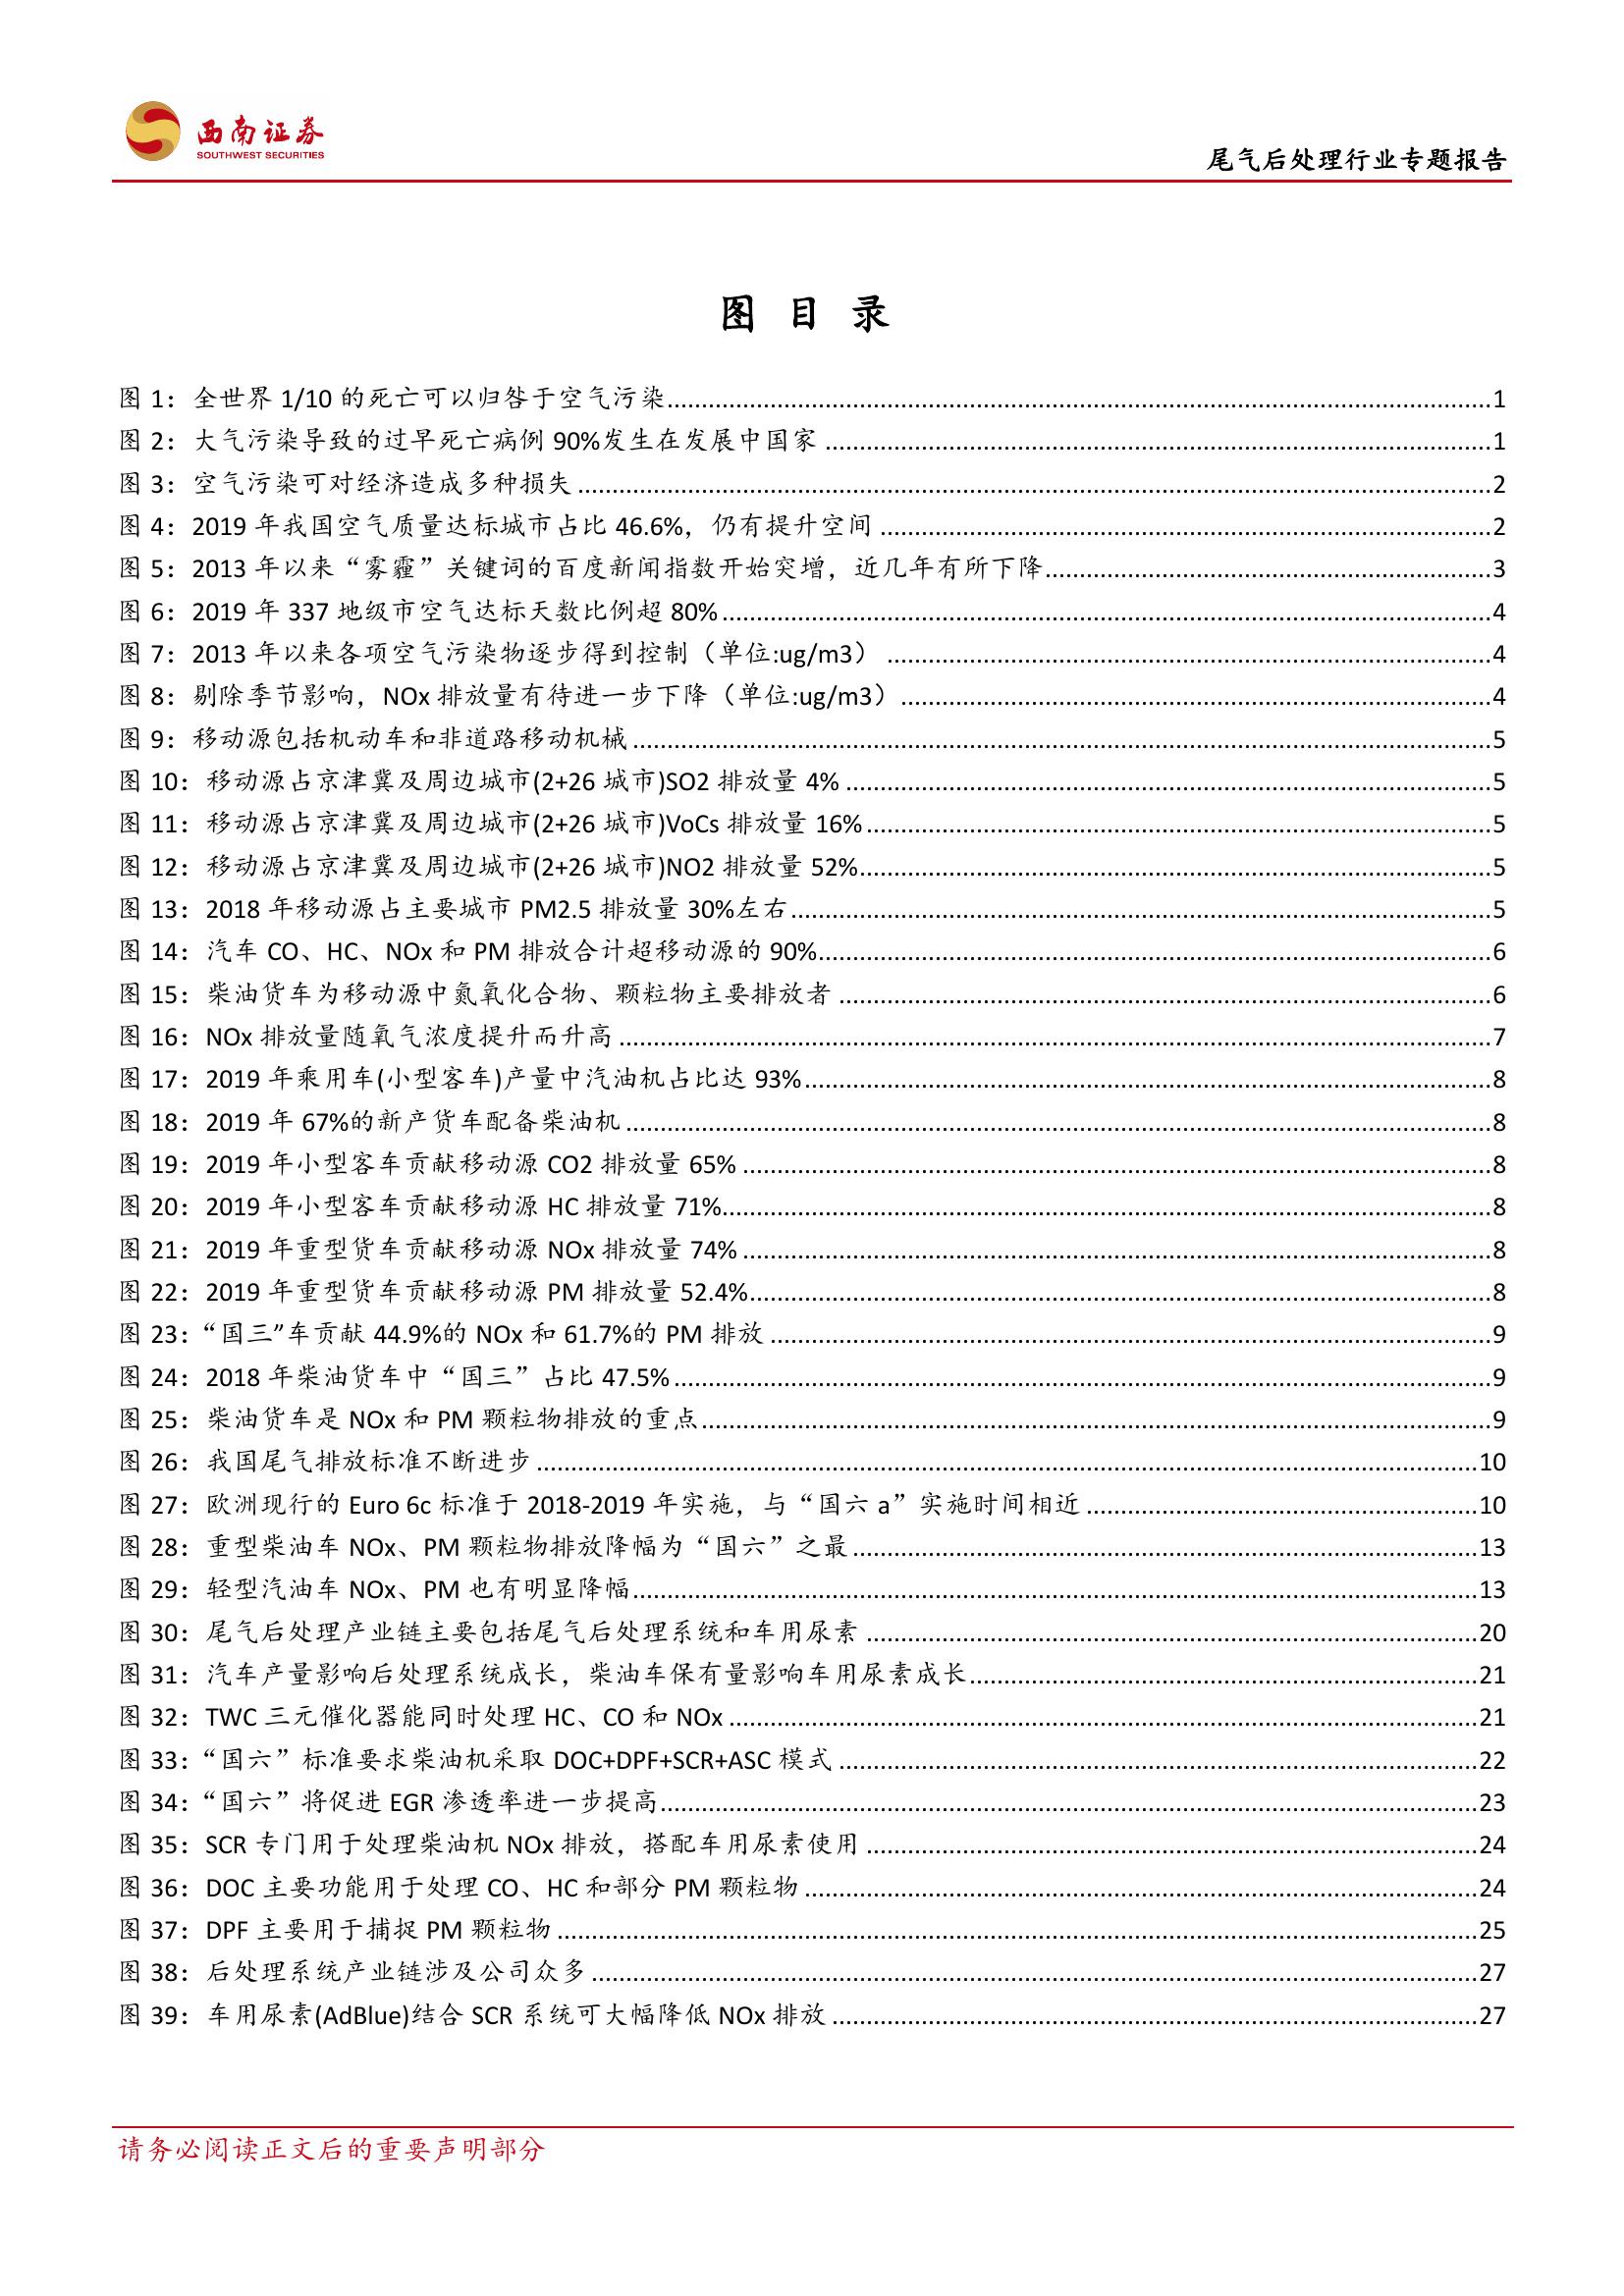 西南证券
SOUTHWEST SECURITIES
尾气后处理行业专题报告
图 目 录
图 1：全世界 1/10 的死亡可以归咎于空气污染........1
图 2：大气污染导致的过早死亡病例 90%发生在发展中国家........1
图 3：空气污染可对经济造成多种损失........2
图 4：2019 年我国空气质量达标城市占比 46.6%，仍有提升空间........2
图 5：2013 年以来“雾霾”关键词的百度新闻指数开始突增，近几年有所下降........3
图 6：2019 年 337 地级市空气达标天数比例超 80%........4
图 7：2013 年以来各项空气污染物逐步得到控制（单位:ug/m3）........4
图 8：剔除季节影响，NOx 排放量有待进一步下降（单位:ug/m3）........4
图 9：移动源包括机动车和非道路移动机械........5
图 10：移动源占京津冀及周边城市(2+26 城市)SO2 排放量 4%........5
图 11：移动源占京津冀及周边城市(2+26 城市)VoCs 排放量 16%........5
图 12：移动源占京津冀及周边城市(2+26 城市)NO2 排放量 52%........5
图 13：2018 年移动源占主要城市 PM2.5 排放量 30%左右........5
图 14：汽车 CO、HC、NOx 和 PM 排放合计超移动源的 90%........6
图 15：柴油货车为移动源中氮氧化合物、颗粒物主要排放者........6
图 16：NOx 排放量随氧气浓度提升而升高........7
图 17：2019 年乘用车(小型客车)产量中汽油机占比达 93%........8
图 18：2019 年 67%的新产货车配备柴油机........8
图 19：2019 年小型客车贡献移动源 CO2 排放量 65%........8
图 20：2019 年小型客车贡献移动源 HC 排放量 71%........8
图 21：2019 年重型货车贡献移动源 NOx 排放量 74%........8
图 22：2019 年重型货车贡献移动源 PM 排放量 52.4%........8
图 23：“国三”车贡献 44.9%的 NOx 和 61.7%的 PM 排放........9
图 24：2018 年柴油货车中“国三”占比 47.5%........9
图 25：柴油货车是 NOx 和 PM 颗粒物排放的重点........9
图 26：我国尾气排放标准不断进步........10
图 27：欧洲现行的 Euro 6c 标准于 2018-2019 年实施，与“国六 a”实施时间相近........10
图 28：重型柴油车 NOx、PM 颗粒物排放降幅为“国六”之最........13
图 29：轻型汽油车 NOx、PM 也有明显降幅........13
图 30：尾气后处理产业链主要包括尾气后处理系统和车用尿素........20
图 31：汽车产量影响后处理系统成长，柴油车保有量影响车用尿素成长........21
图 32：TWC 三元催化器能同时处理 HC、CO 和 NOx........21
图 33：“国六”标准要求柴油机采取 DOC+DPF+SCR+ASC 模式........22
图 34：“国六”将促进 EGR 渗透率进一步提高........23
图 35：SCR 专门用于处理柴油机 NOx 排放，搭配车用尿素使用........24
图 36：DOC 主要功能用于处理 CO、HC 和部分 PM 颗粒物........24
图 37：DPF 主要用于捕捉 PM 颗粒物........25
图 38：后处理系统产业链涉及公司众多........27
图 39：车用尿素(AdBlue)结合 SCR 系统可大幅降低 NOx 排放........27
请务必阅读正文后的重要声明部分